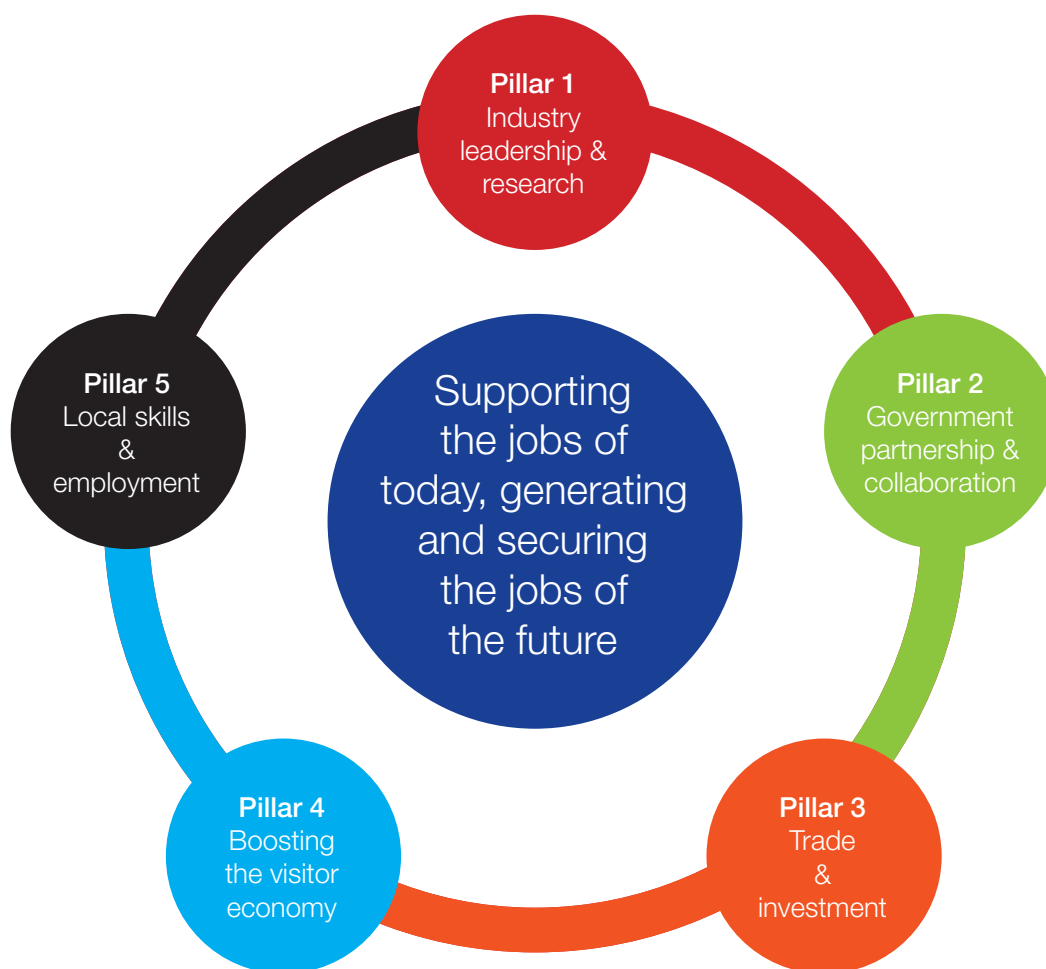 Pillar 1
Industry
leadership &
research
Pillar 2
Government
partnership &
collaboration
Pillar 3
Trade
&
investment
Pillar 4
Boosting
the visitor
economy
Pillar 5
Local skills
&
employment
Supporting
the jobs of
today, generating
and securing
the jobs of
the future